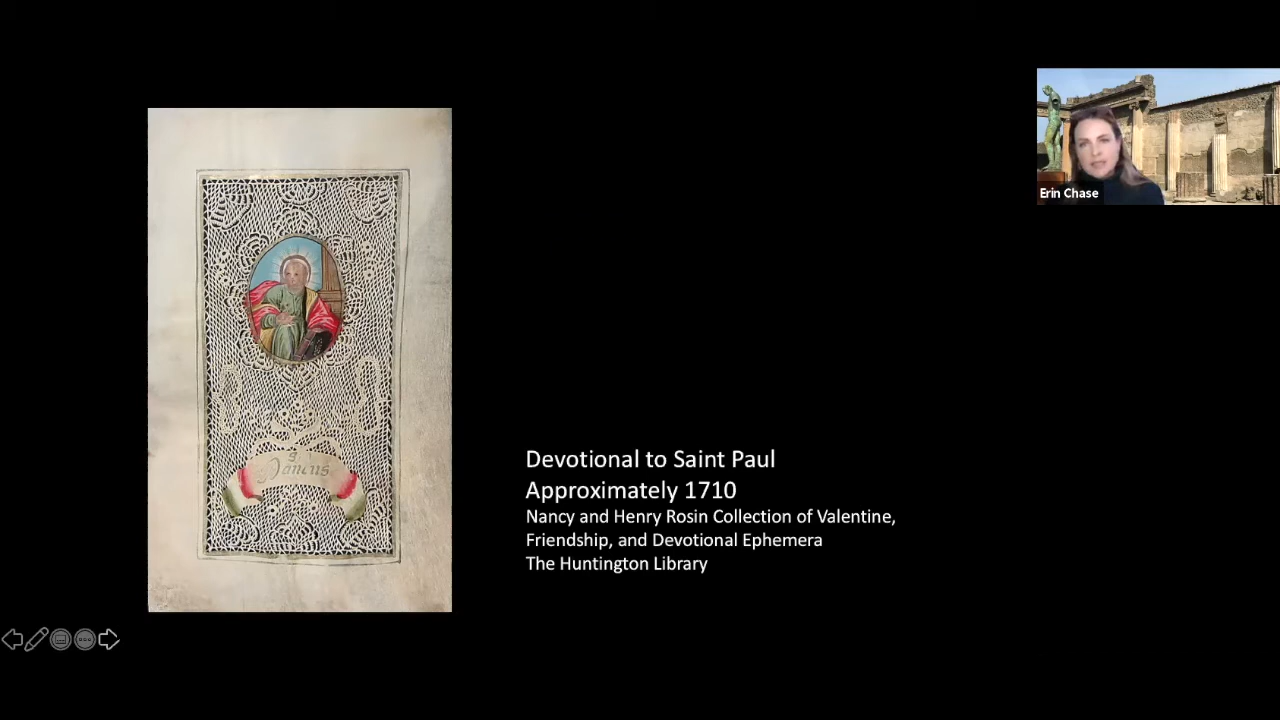 Erin Chase
Devotional to Saint Paul
Approximately 1710
Nancy and Henry Rosin Collection of Valentine,
Friendship, and Devotional Ephemera
The Huntington Library